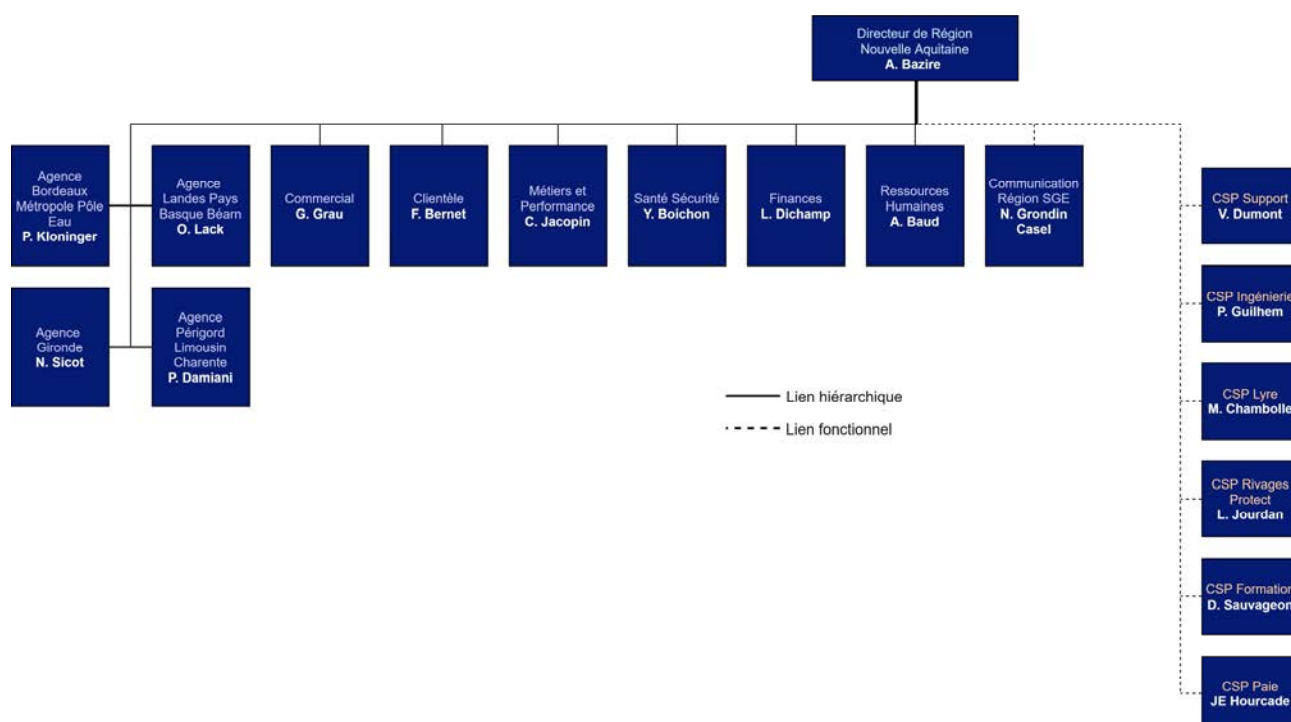 Directeur de Région
Nouvelle Aquitaine
A. Bazire
Agence
Bordeaux
Métropole Pôle
Eau
P. Kloninger
Agence
Landes Pays
Basque Béarn
O. Lack
Commercial
G. Grau
Clientèle
F. Bernet
Métiers et
Performance
C. Jacopin
Santé Sécurité
Y. Boichon
Finances
L. Dichamp
Ressources
Humaines
A. Baud
Communication
Région SGE
N. Grondin
Casel
CSP Support
V. Dumont
CSP Ingénierie
P. Guilhem
Agence
Gironde
N. Sicot
Agence
Périgord
Limousin
Charente
P. Damiani
Lien hiérarchique
Lien fonctionnel
CSP Lyre
M. Chambolle
CSP Rivages
Protect
L. Jourdan
CSP Formation
D. Sauvageon
CSP Paie
JE Hourcade